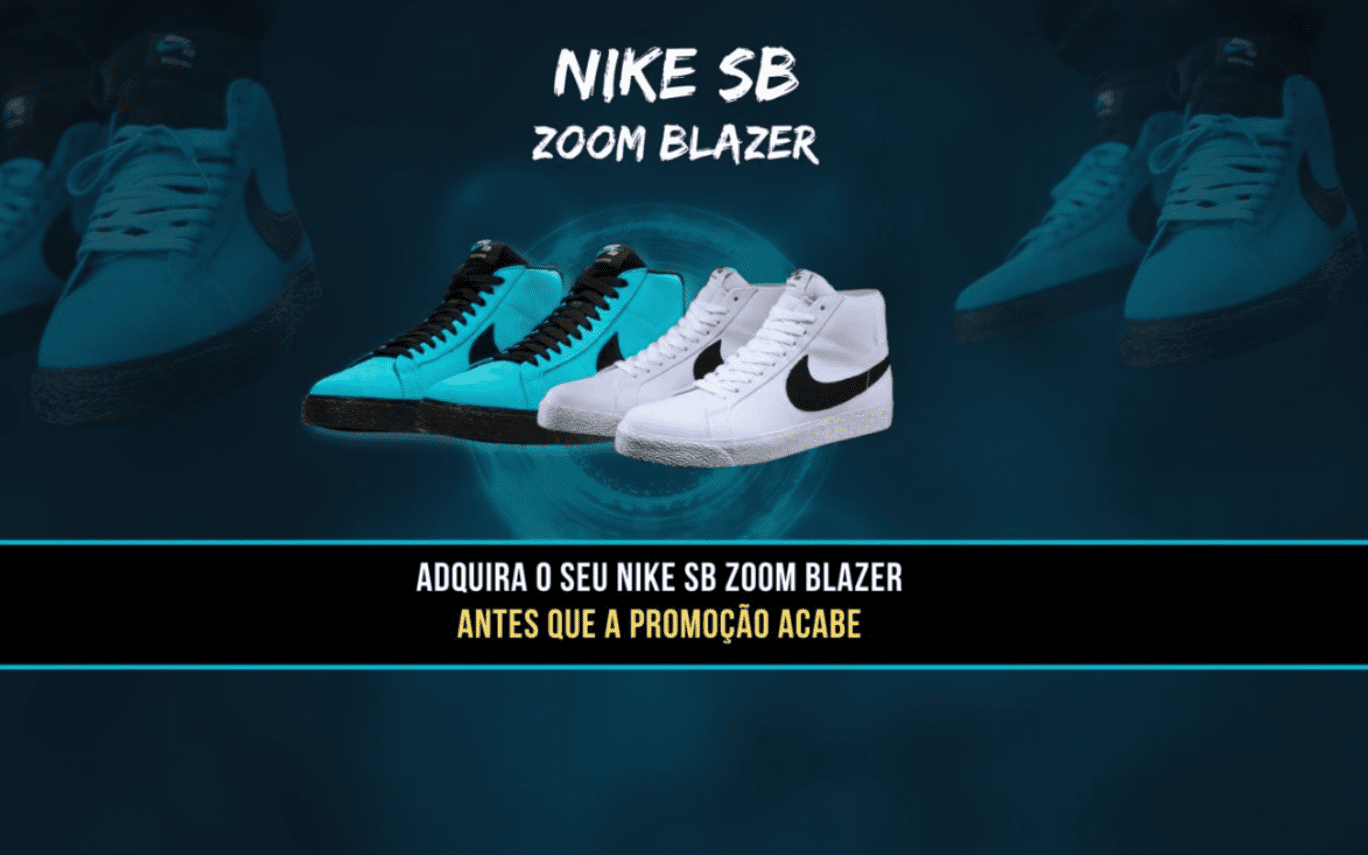 NIKE SB
ZOOM BLAZER
ADQUIRA O SEU NIKE SB ZOOM BLAZER
ANTES QUE A PROMOÇÃO ACABE